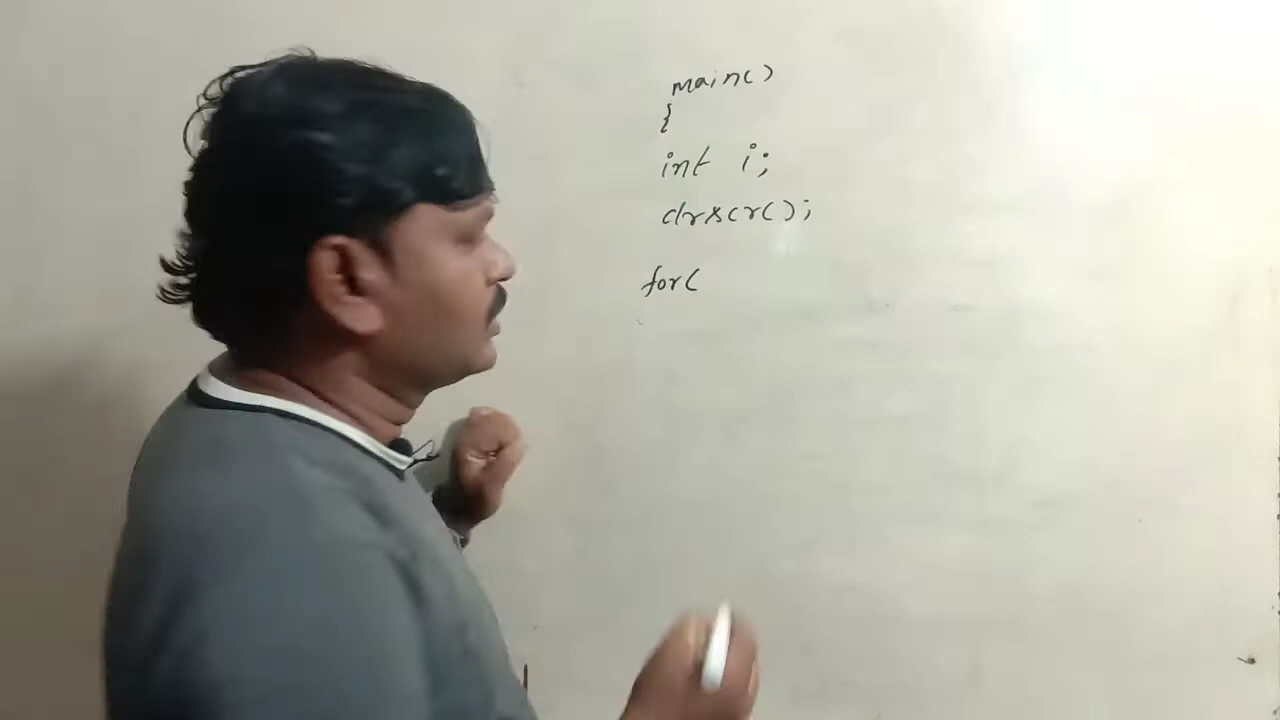 main()
{
int i;
clrscr();
for(